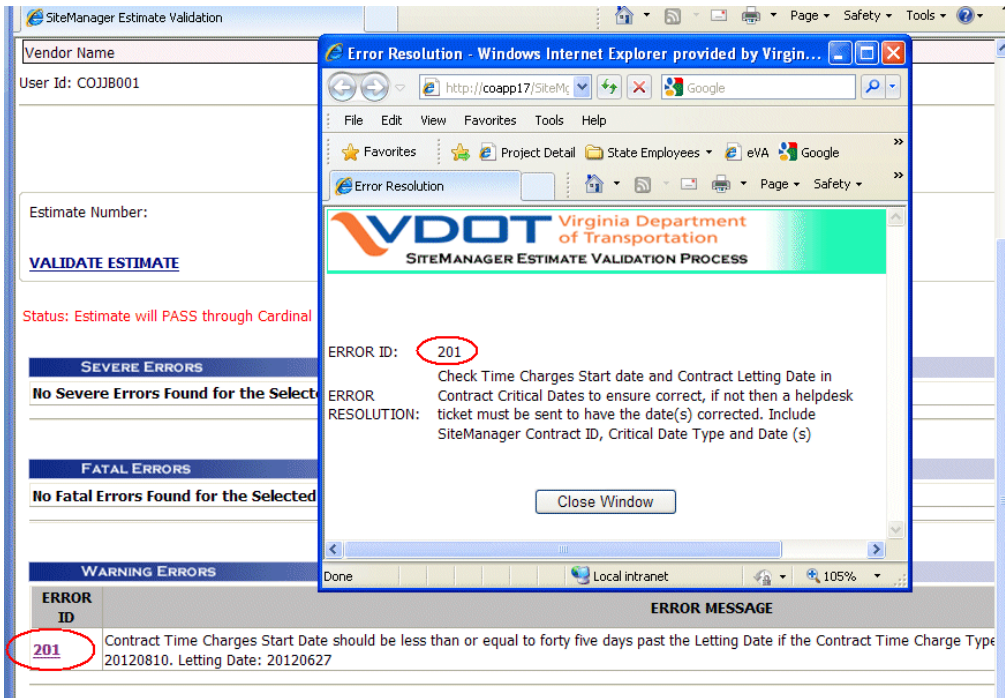 SiteManager Estimate Validation
Page Safety Tools
Vendor Name
User Id: COJJB001
Estimate Number:
VALIDATE ESTIMATE
Status: Estimate will PASS through Cardinal
SEVERE ERRORS
No Severe Errors Found for the Select
FATAL ERRORS
No Fatal Errors Found for the Selected
WARNING ERRORS
ERROR ID
ERROR MESSAGE
201
Contract Time Charges Start Date should be less than or equal to forty five days past the Letting Date if the Contract Time Charge Type
20120810. Letting Date: 20120627
Error Resolution - Windows Internet Explorer provided by Virgin...
http://coapp17/SiteMg
Google
File Edit View Favorites Tools Help
Favorites Project Detail State Employees eVA Google »
Error Resolution
Page Safety »
VDOT Virginia Department
of Transportation
SITEMANAGER ESTIMATE VALIDATION PROCESS
ERROR ID: 201
ERROR RESOLUTION:
Check Time Charges Start date and Contract Letting Date in
Contract Critical Dates to ensure correct, if not then a helpdesk
ticket must be sent to have the date(s) corrected. Include
SiteManager Contract ID, Critical Date Type and Date (s)
Close Window
Done
Local intranet
105%